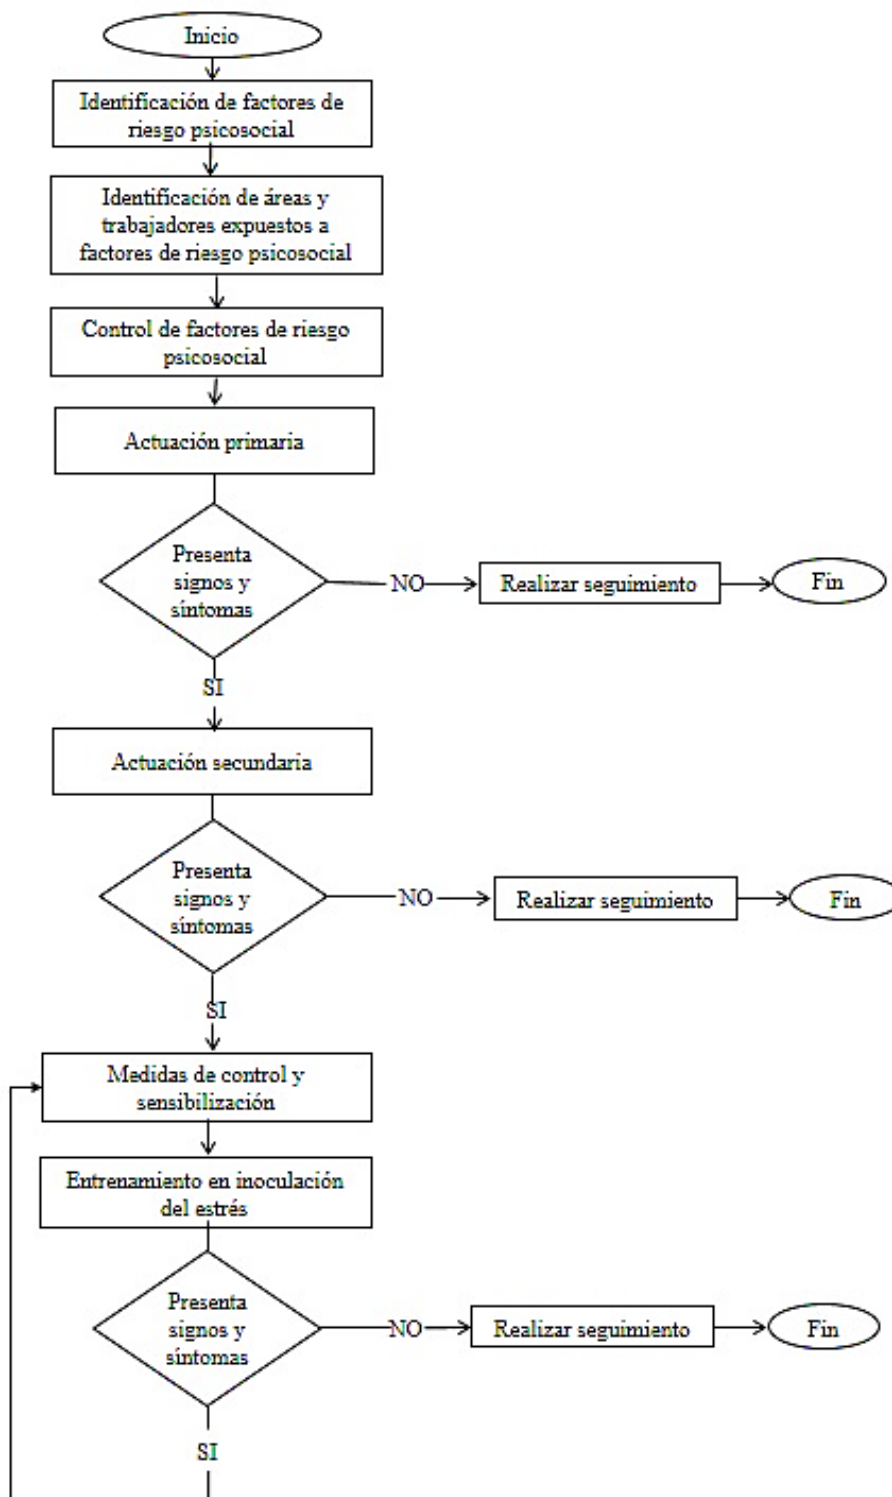 Inicio
Identificación de factores de
riesgo psicosocial
Identificación de áreas y
trabajadores expuestos a
factores de riesgo psicosocial
Control de factores de riesgo
psicosocial
Actuación primaria
Presenta
signos y
síntomas
NO
Realizar seguimiento
Fin
SI
Actuación secundaria
Presenta
signos y
síntomas
NO
Realizar seguimiento
Fin
SI
Medidas de control y
sensibilización
Entrenamiento en inoculación
del estrés
Presenta
signos y
síntomas
NO
Realizar seguimiento
Fin
SI